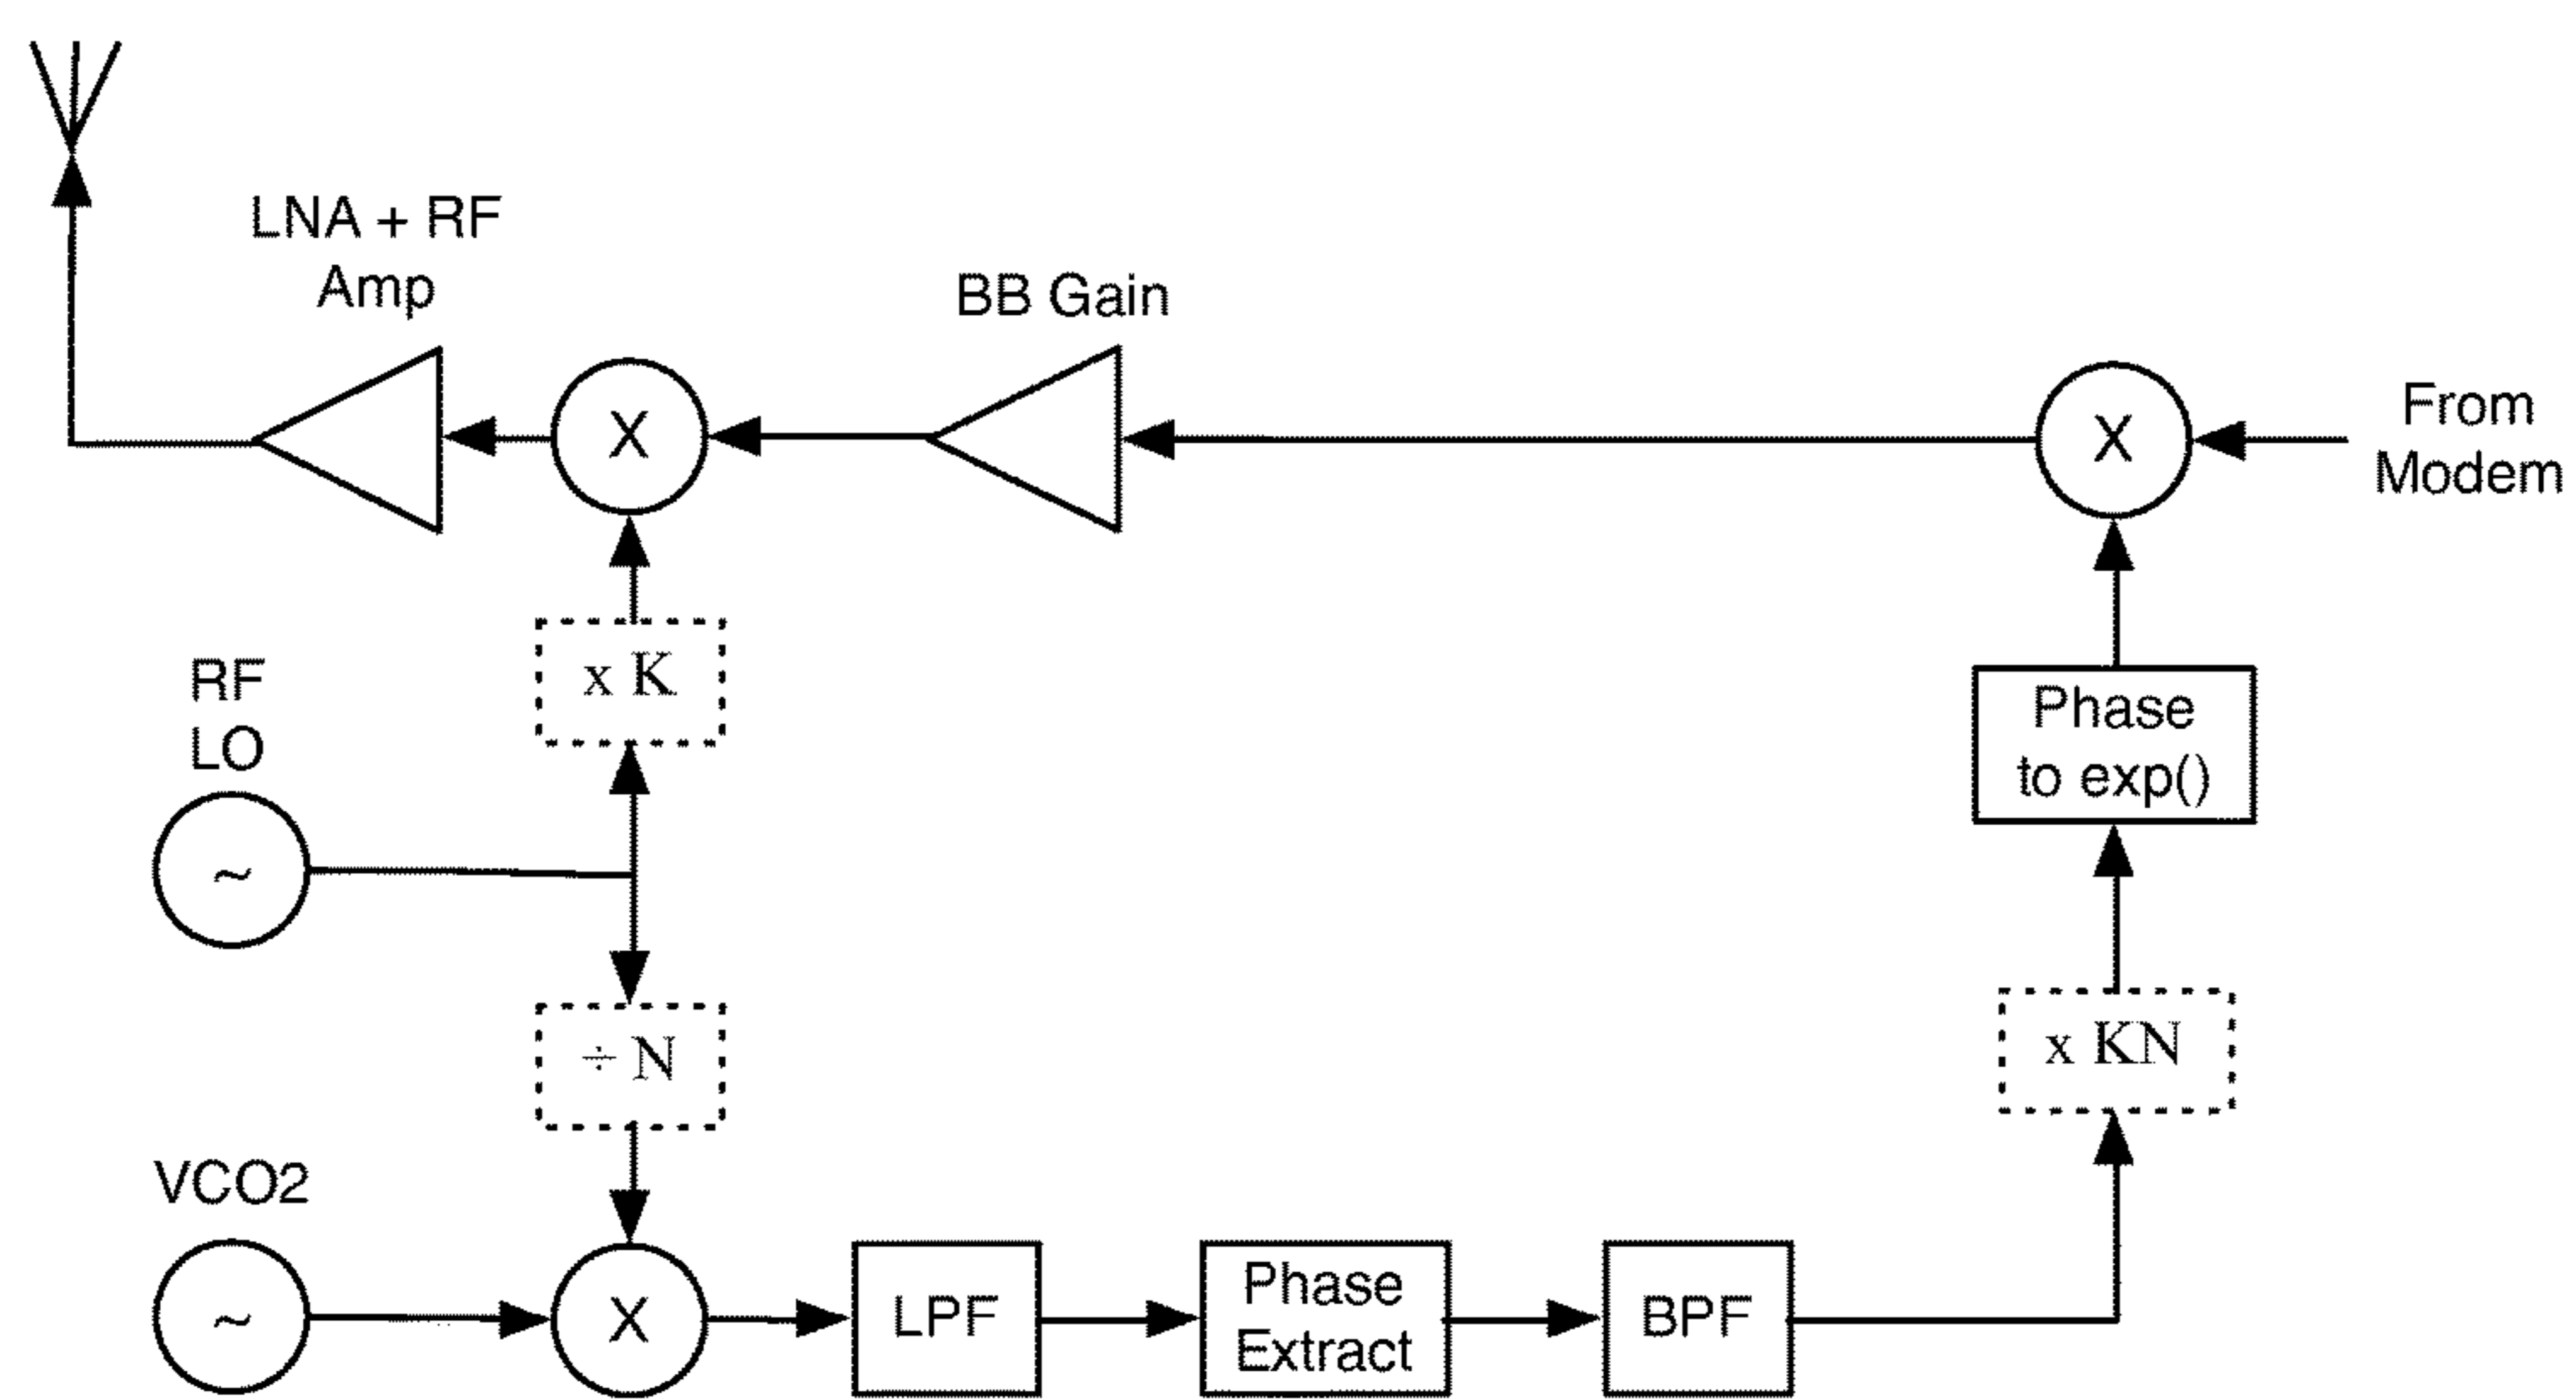 LNA + RF
Amp
BB Gain
X
X
From
Modem
x K
RF
LO
~
Phase
to exp()
÷ N
x KN
VCO2
~
X
LPF
Phase
Extract
BPF